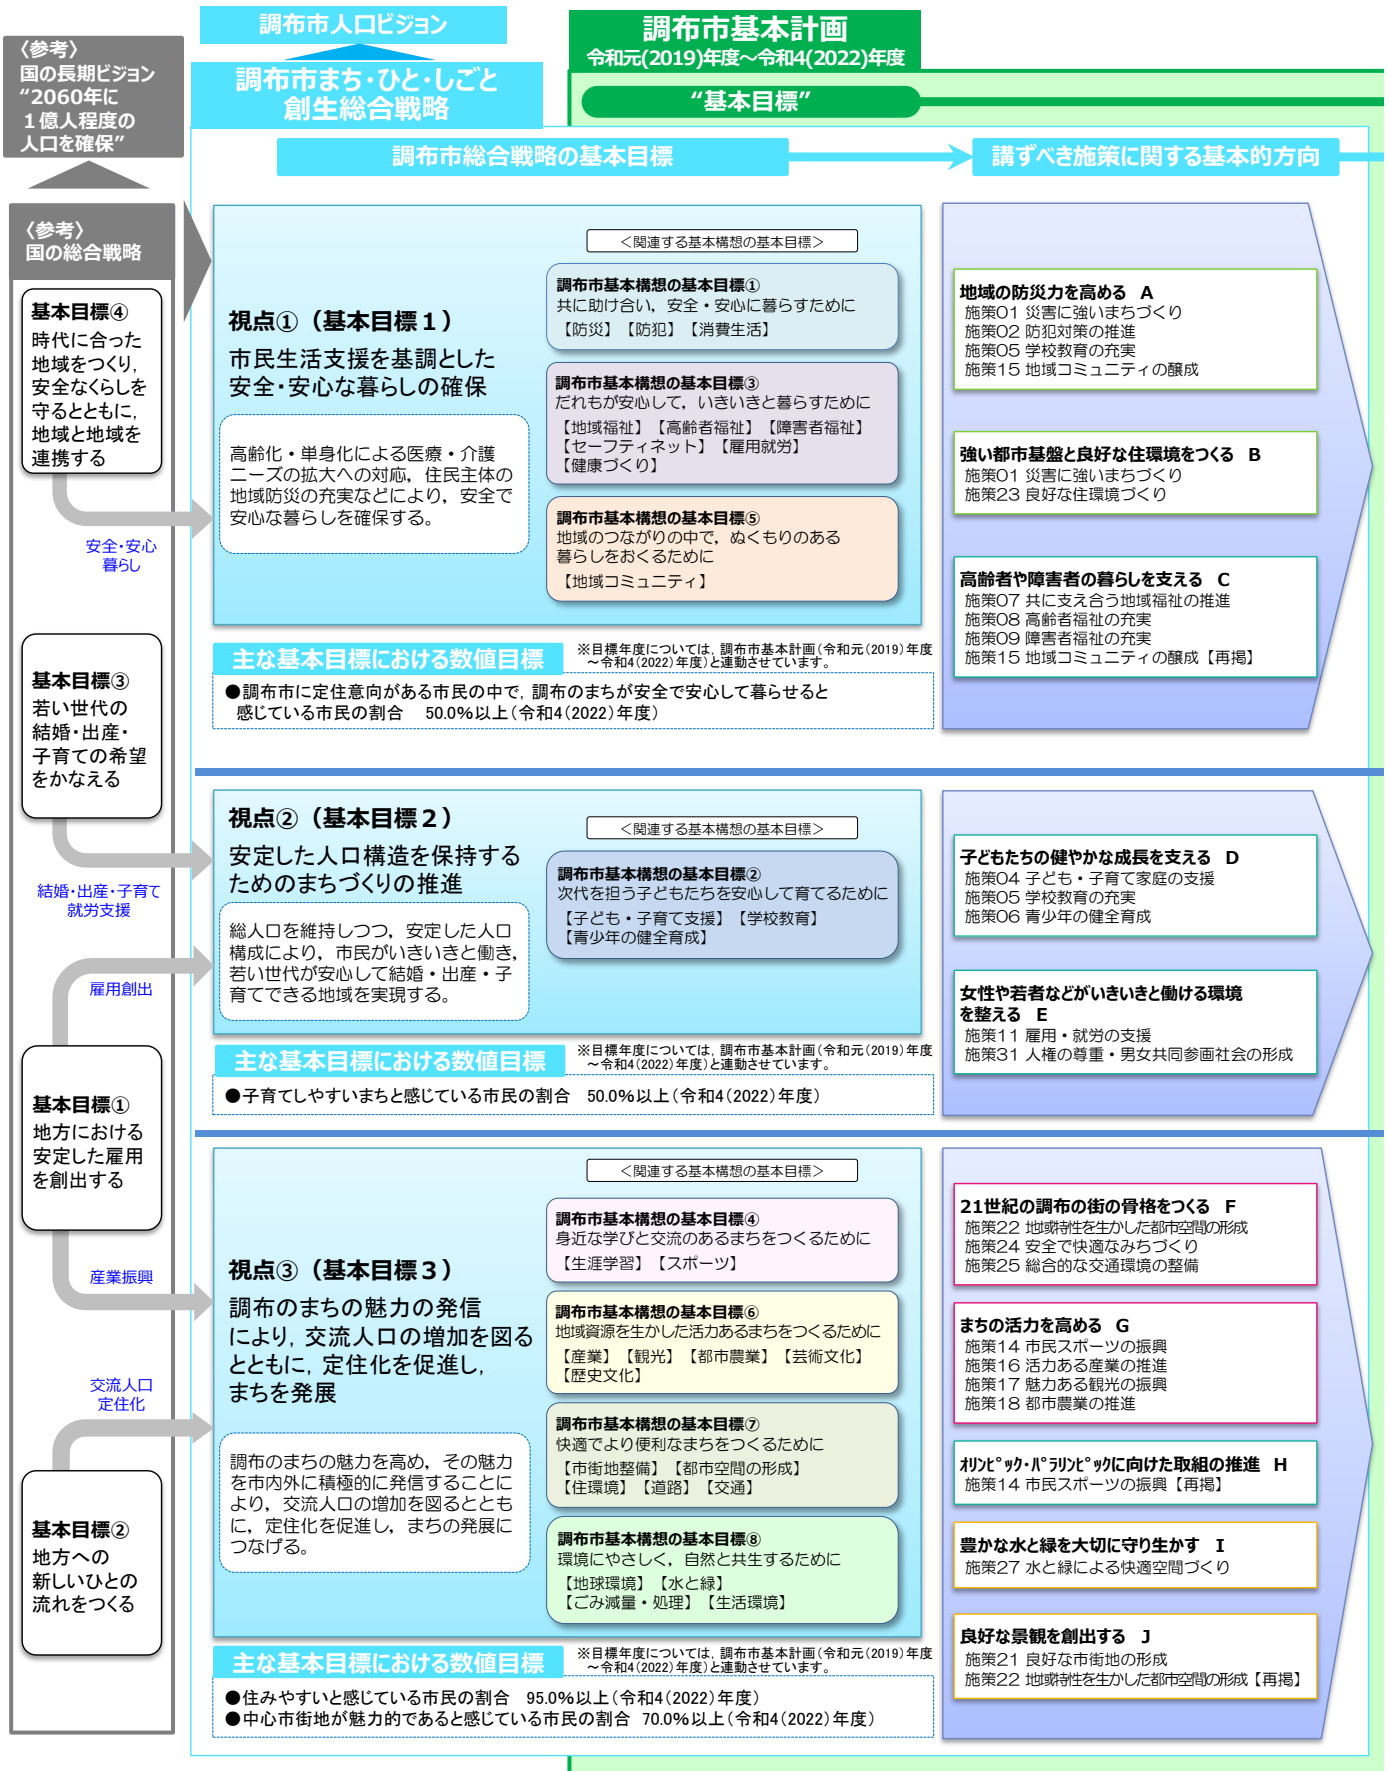 調布市人口ビジョン
調布市まち・ひと・しごと
創生総合戦略
調布市基本計画
令和元(2019)年度～令和4(2022)年度
“基本目標”
〈参考〉
国の長期ビジョン
“2060年に
１億人程度の
人口を確保”
調布市総合戦略の基本目標
講ずべき施策に関する基本的方向
〈参考〉
国の総合戦略
基本目標④
時代に合った
地域をつくり，
安全なくらしを
守るとともに，
地域と地域を
連携する
安全・安心
暮らし
基本目標③
若い世代の
結婚・出産・
子育ての希望
をかなえる
結婚・出産・子育て
就労支援
雇用創出
基本目標①
地方における
安定した雇用
を創出する
産業振興
交流人口
定住化
基本目標②
地方への
新しいひとの
流れをつくる
視点①（基本目標１）
市民生活支援を基調とした
安全・安心な暮らしの確保
高齢化・単身化による医療・介護
ニーズの拡大への対応，住民主体の
地域防災の充実などにより，安全で
安心な暮らしを確保する。
＜関連する基本構想の基本目標＞
調布市基本構想の基本目標①
共に助け合い，安全・安心に暮らすために
【防災】【防犯】【消費生活】
調布市基本構想の基本目標③
だれもが安心して，いきいきと暮らすために
【地域福祉】【高齢者福祉】【障害者福祉】
【セーフティネット】【雇用就労】
【健康づくり】
調布市基本構想の基本目標⑤
地域のつながりの中で，ぬくもりのある
暮らしをおくるために
【地域コミュニティ】
主な基本目標における数値目標
※目標年度については，調布市基本計画（令和元（2019）年度
～令和4（2022）年度）と連動させています。
●調布市に定住意向がある市民の中で，調布のまちが安全で安心して暮らせると
感じている市民の割合　50.0％以上（令和4（2022）年度）
地域の防災力を高める　A
施策01 災害に強いまちづくり
施策02 防犯対策の推進
施策05 学校教育の充実
施策15 地域コミュニティの醸成
強い都市基盤と良好な住環境をつくる　B
施策01 災害に強いまちづくり
施策23 良好な住環境づくり
高齢者や障害者の暮らしを支える　C
施策07 共に支え合う地域福祉の推進
施策08 高齢者福祉の充実
施策09 障害者福祉の充実
施策15 地域コミュニティの醸成【再掲】
視点②（基本目標２）
安定した人口構造を保持する
ためのまちづくりの推進
総人口を維持しつつ，安定した人口
構成により，市民がいきいきと働き，
若い世代が安心して結婚・出産・子
育てできる地域を実現する。
＜関連する基本構想の基本目標＞
調布市基本構想の基本目標②
次代を担う子どもたちを安心して育てるために
【子ども・子育て支援】【学校教育】
【青少年の健全育成】
主な基本目標における数値目標
※目標年度については，調布市基本計画（令和元（2019）年度
～令和4（2022）年度）と連動させています。
●子育てしやすいまちと感じている市民の割合　50.0％以上（令和4（2022）年度）
子どもたちの健やかな成長を支える　D
施策04 子ども・子育て家庭の支援
施策05 学校教育の充実
施策06 青少年の健全育成
女性や若者などがいきいきと働ける環境
を整える　E
施策11 雇用・就労の支援
施策31 人権の尊重・男女共同参画社会の形成
視点③（基本目標３）
調布のまちの魅力の発信
により，交流人口の増加を図る
とともに，定住化を促進し，
まちを発展
調布のまちの魅力を高め，その魅力
を市内外に積極的に発信することに
より，交流人口の増加を図るととも
に，定住化を促進し，まちの発展に
つなげる。
＜関連する基本構想の基本目標＞
調布市基本構想の基本目標④
身近な学びと交流のあるまちをつくるために
【生涯学習】【スポーツ】
調布市基本構想の基本目標⑥
地域資源を生かした活力あるまちをつくるために
【産業】【観光】【都市農業】【芸術文化】
【歴史文化】
調布市基本構想の基本目標⑦
快適でより便利なまちをつくるために
【市街地整備】【都市空間の形成】
【住環境】【道路】【交通】
調布市基本構想の基本目標⑧
環境にやさしく，自然と共生するために
【地球環境】【水と緑】
【ごみ減量・処理】【生活環境】
主な基本目標における数値目標
※目標年度については，調布市基本計画（令和元（2019）年度
～令和4（2022）年度）と連動させています。
●住みやすいと感じている市民の割合　95.0％以上（令和4（2022）年度）
●中心市街地が魅力的であると感じている市民の割合　70.0％以上（令和4（2022）年度）
21世紀の調布の街の骨格をつくる　F
施策22 地域特性を生かした都市空間の形成
施策24 安全で快適なみちづくり
施策25 総合的な交通環境の整備
まちの活力を高める　G
施策14 市民スポーツの振興
施策16 活力ある産業の推進
施策17 魅力ある観光の振興
施策18 都市農業の推進
ｵﾘﾝﾋﾟｯｸ・ﾊﾟﾗﾘﾝﾋﾟｯｸに向けた取組の推進　H
施策14 市民スポーツの振興【再掲】
豊かな水と緑を大切に守り生かす　I
施策27 水と緑による快適空間づくり
良好な景観を創出する　J
施策21 良好な市街地の形成
施策22 地域特性を生かした都市空間の形成【再掲】